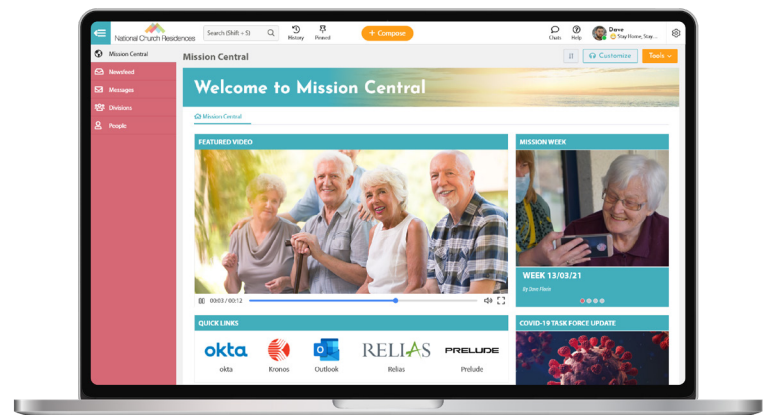 National Church Residences
Search (Shift + S)
History
Pinned
+ Compose
Chats
Help
Dave
Stay Home, Stay...
Mission Central
Newsfeed
Messages
Divisions
People
Mission Central
Customize
Tools
Welcome to Mission Central
Mission Central
FEATURED VIDEO
MISSION WEEK
00:03 / 00:12
WEEK 13/03/21
By Dave Flavin
QUICK LINKS
COVID-19 TASK FORCE UPDATE
okta
O
RELIAS
PRELUDE
okta
Kronos
Outlook
Relias
Prelude